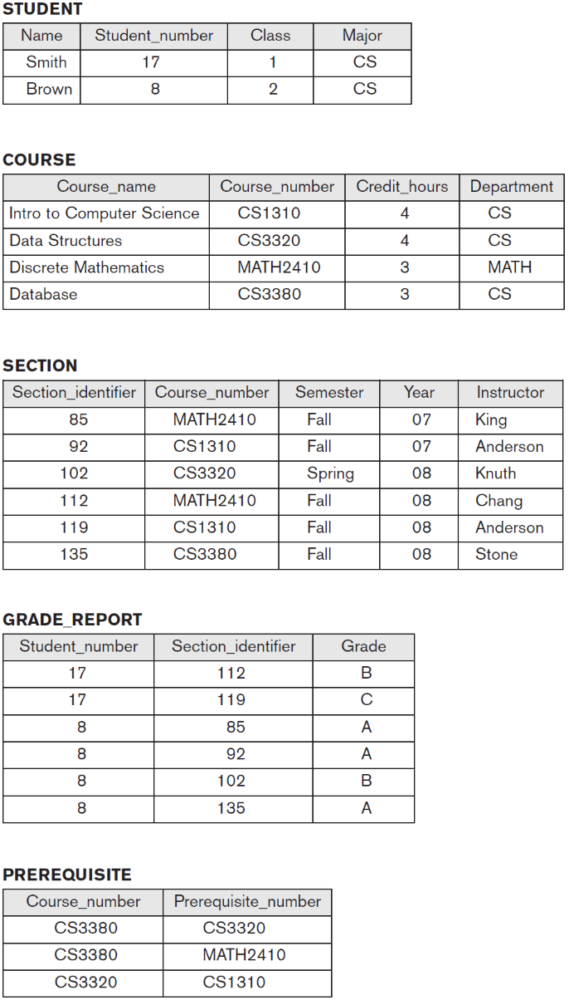 STUDENT
Name Student_number Class Major
Smith 17 1 CS
Brown 8 2 CS
COURSE
Course_name Course_number Credit_hours Department
Intro to Computer Science CS1310 4 CS
Data Structures CS3320 4 CS
Discrete Mathematics MATH2410 3 MATH
Database CS3380 3 CS
SECTION
Section_identifier Course_number Semester Year Instructor
85 MATH2410 Fall 07 King
92 CS1310 Fall 07 Anderson
102 CS3320 Spring 08 Knuth
112 MATH2410 Fall 08 Chang
119 CS1310 Fall 08 Anderson
135 CS3380 Fall 08 Stone
GRADE_REPORT
Student_number Section_identifier Grade
17 112 B
17 119 C
8 85 A
8 92 A
8 102 B
8 135 A
PREREQUISITE
Course_number Prerequisite_number
CS3380 CS3320
CS3380 MATH2410
CS3320 CS1310